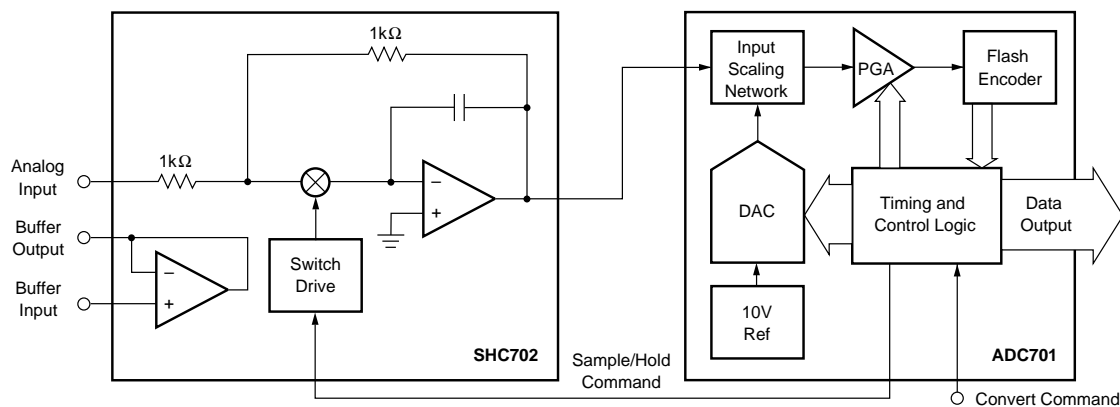 1kΩ
Analog
Input
1kΩ
–
+
Buffer
Output
Buffer
Input
–
+
Switch
Drive
SHC702
Sample/Hold
Command
Input
Scaling
Network
PGA
Flash
Encoder
DAC
Timing and
Control Logic
Data
Output
10V
Ref
ADC701
Convert Command